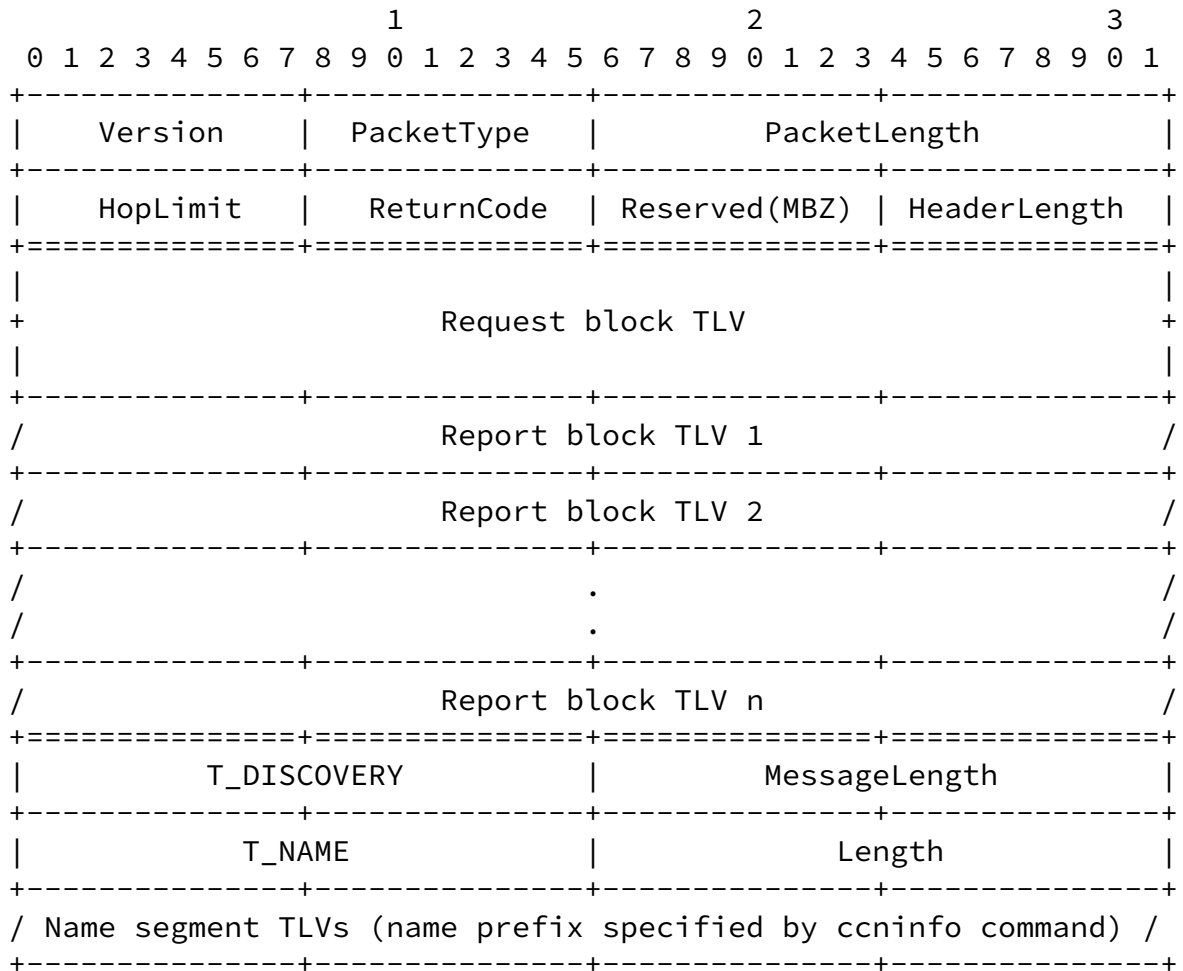 1                   2                   3
 0 1 2 3 4 5 6 7 8 9 0 1 2 3 4 5 6 7 8 9 0 1 2 3 4 5 6 7 8 9 0 1
+---------------+---------------+---------------+---------------+
|    Version    |  PacketType   |         PacketLength          |
+---------------+---------------+---------------+---------------+
|    HopLimit   |   ReturnCode  | Reserved(MBZ) | HeaderLength  |
+===============+===============+===============+===============+
|                                                               |
+                       Request block TLV                       +
|                                                               |
+---------------+---------------+---------------+---------------+
/                       Report block TLV 1                      /
+---------------+---------------+---------------+---------------+
/                       Report block TLV 2                      /
+---------------+---------------+---------------+---------------+
/                               .                               /
/                               .                               /
+---------------+---------------+---------------+---------------+
/                       Report block TLV n                      /
+===============+===============+===============+===============+
|          T_DISCOVERY          |         MessageLength         |
+---------------+---------------+---------------+---------------+
|            T_NAME             |             Length            |
+---------------+---------------+---------------+---------------+
/ Name segment TLVs (name prefix specified by ccninfo command) /
+---------------+---------------+---------------+---------------+